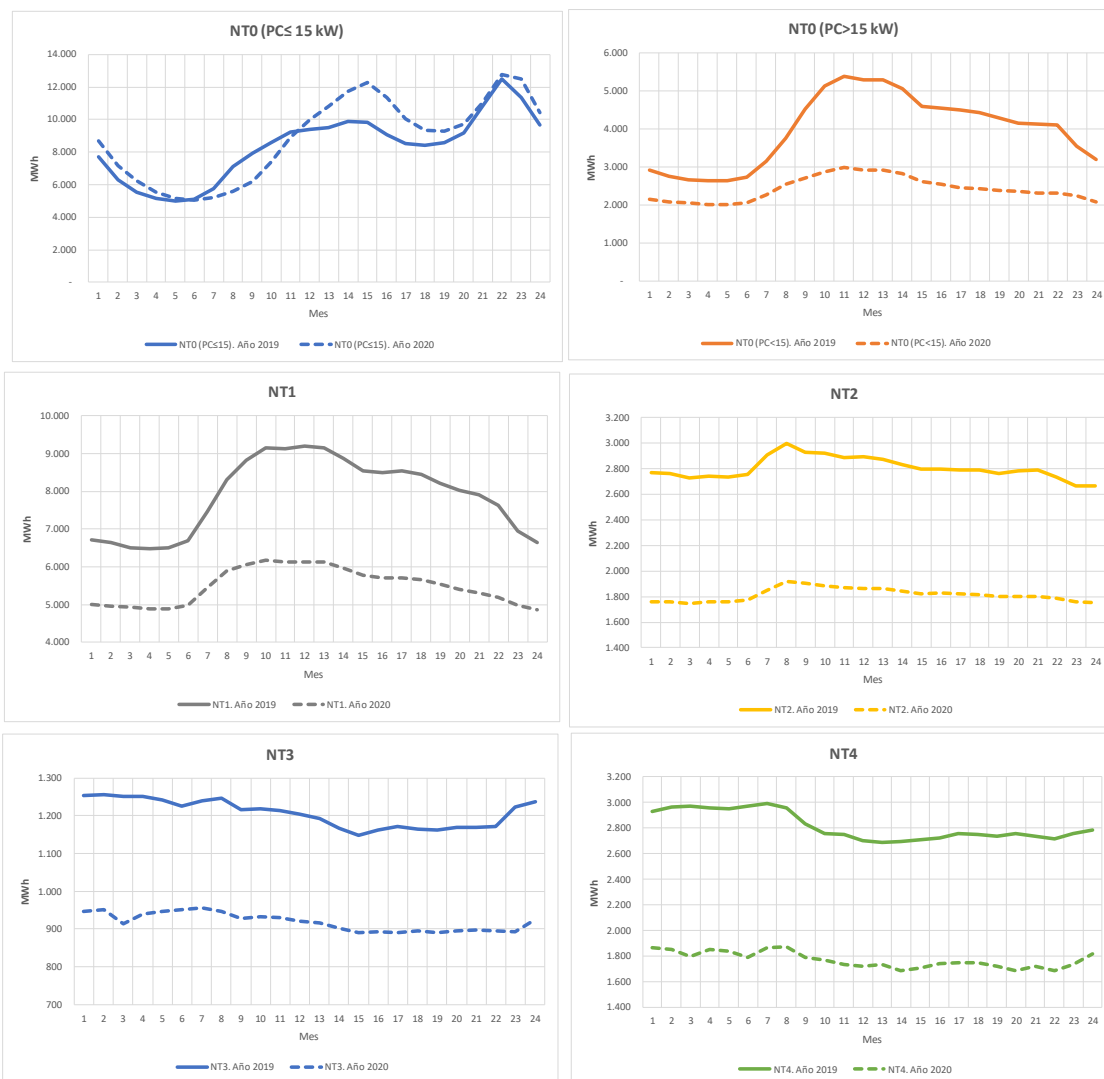 NT0 (PC≤ 15 kW)
14.000
12.000
10.000
8.000
6.000
4.000
2.000
-
MWh
1 2 3 4 5 6 7 8 9 10 11 12 13 14 15 16 17 18 19 20 21 22 23 24
Mes
NT0 (PC≤15). Año 2019 NT0 (PC≤15). Año 2020
NT0 (PC>15 kW)
6.000
5.000
4.000
3.000
2.000
1.000
-
MWh
1 2 3 4 5 6 7 8 9 10 11 12 13 14 15 16 17 18 19 20 21 22 23 24
Mes
NT0 (PC<15). Año 2019 NT0 (PC<15). Año 2020
NT1
10.000
9.000
8.000
7.000
6.000
5.000
4.000
MWh
1 2 3 4 5 6 7 8 9 10 11 12 13 14 15 16 17 18 19 20 21 22 23 24
Mes
NT1. Año 2019 NT1. Año 2020
NT2
3.200
3.000
2.800
2.600
2.400
2.200
2.000
1.800
1.600
1.400
MWh
1 2 3 4 5 6 7 8 9 10 11 12 13 14 15 16 17 18 19 20 21 22 23 24
Mes
NT2. Año 2019 NT2. Año 2020
NT3
1.300
1.200
1.100
1.000
900
800
700
MWh
1 2 3 4 5 6 7 8 9 10 11 12 13 14 15 16 17 18 19 20 21 22 23 24
Mes
NT3. Año 2019 NT3. Año 2020
NT4
3.200
3.000
2.800
2.600
2.400
2.200
2.000
1.800
1.600
1.400
MWh
1 2 3 4 5 6 7 8 9 10 11 12 13 14 15 16 17 18 19 20 21 22 23 24
Mes
NT4. Año 2019 NT4. Año 2020